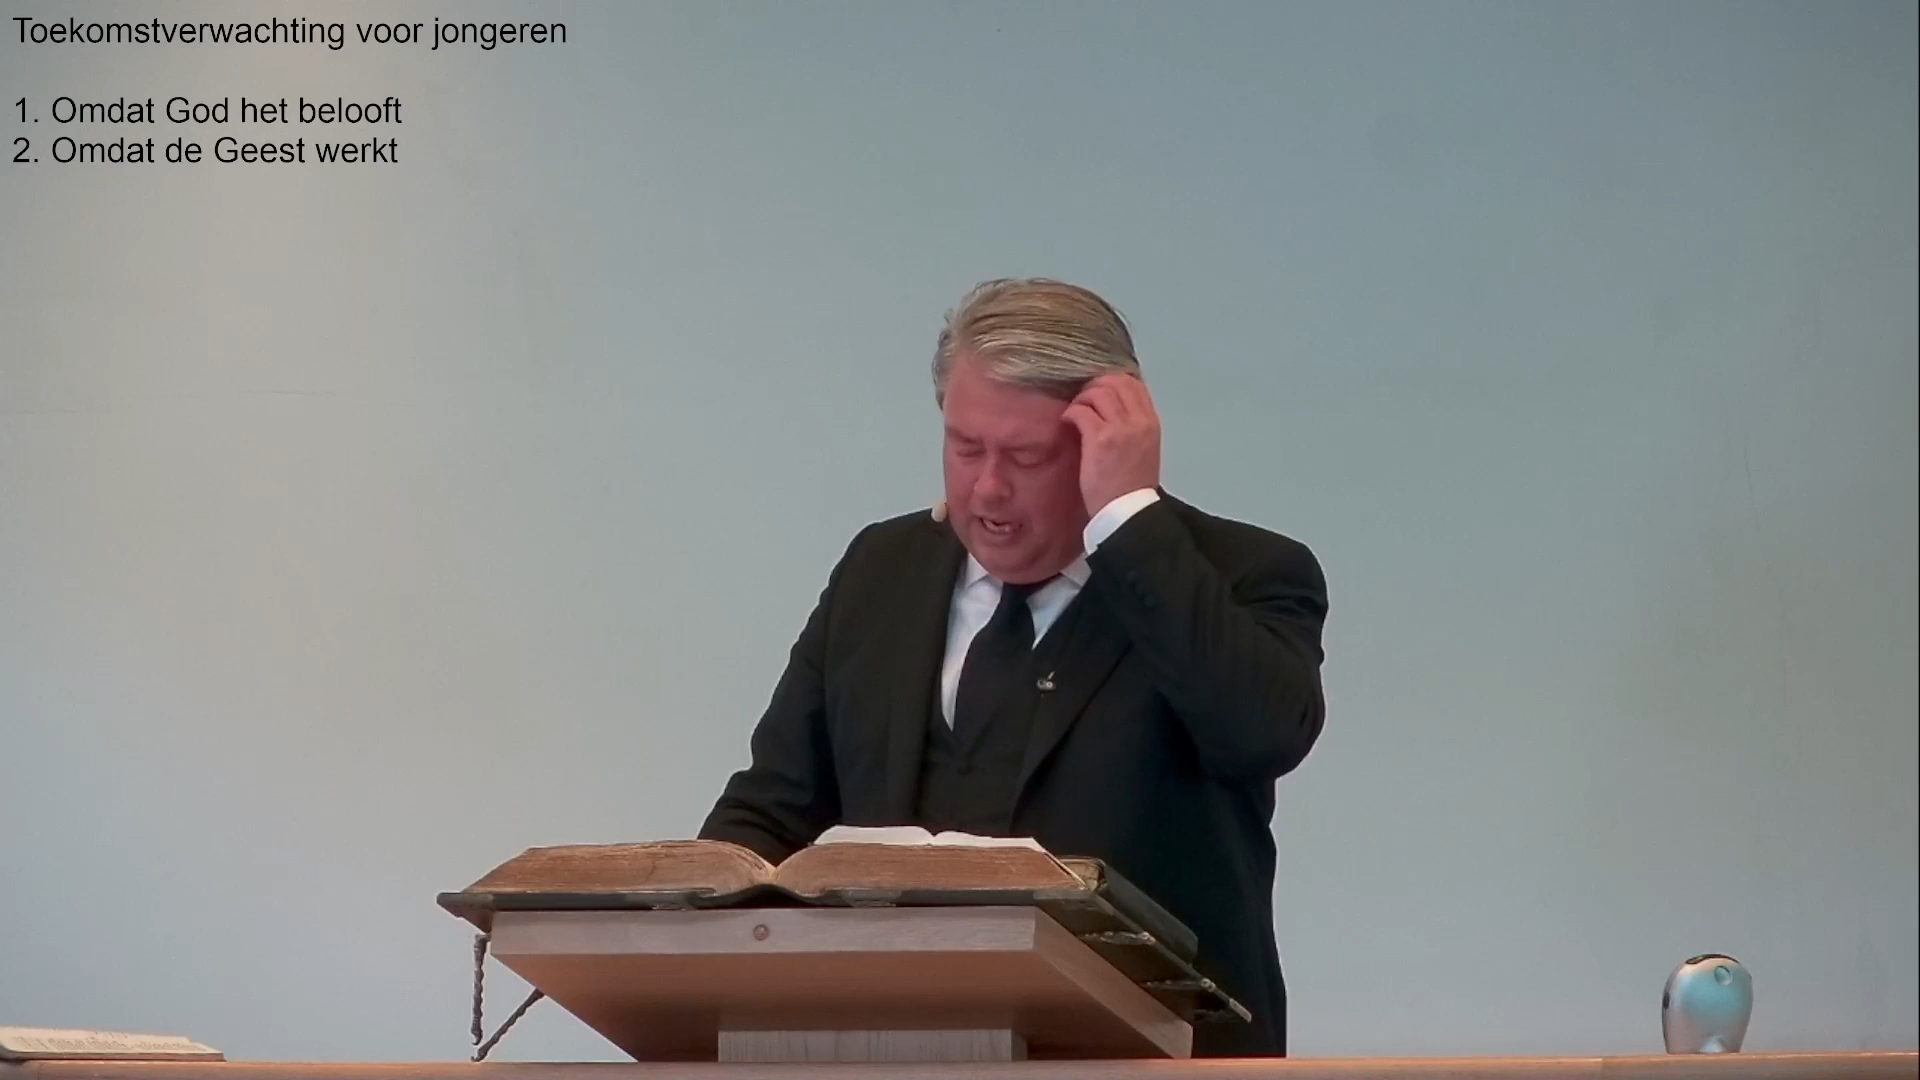 Toekomstverwachting voor jongeren
1. Omdat God het belooft
2. Omdat de Geest werkt